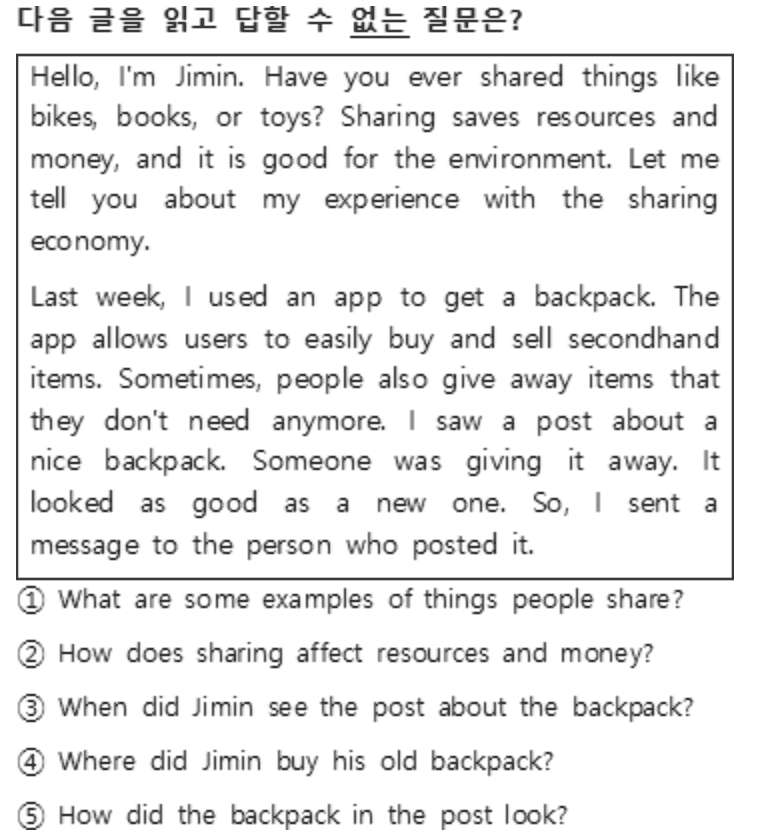 다음 글을 읽고 답할 수 없는 질문은?
Hello, I'm Jimin. Have you ever shared things like
bikes, books, or toys? Sharing saves resources and
money, and it is good for the environment. Let me
tell you about my experience with the sharing
economy.
Last week, I used an app to get a backpack. The
app allows users to easily buy and sell secondhand
items. Sometimes, people also give away items that
they don't need anymore. I saw a post about a
nice backpack. Someone was giving it away. It
looked as good as a new one. So, I sent a
message to the person who posted it.
① What are some examples of things people share?
② How does sharing affect resources and money?
③ When did Jimin see the post about the backpack?
④ Where did Jimin buy his old backpack?
⑤ How did the backpack in the post look?